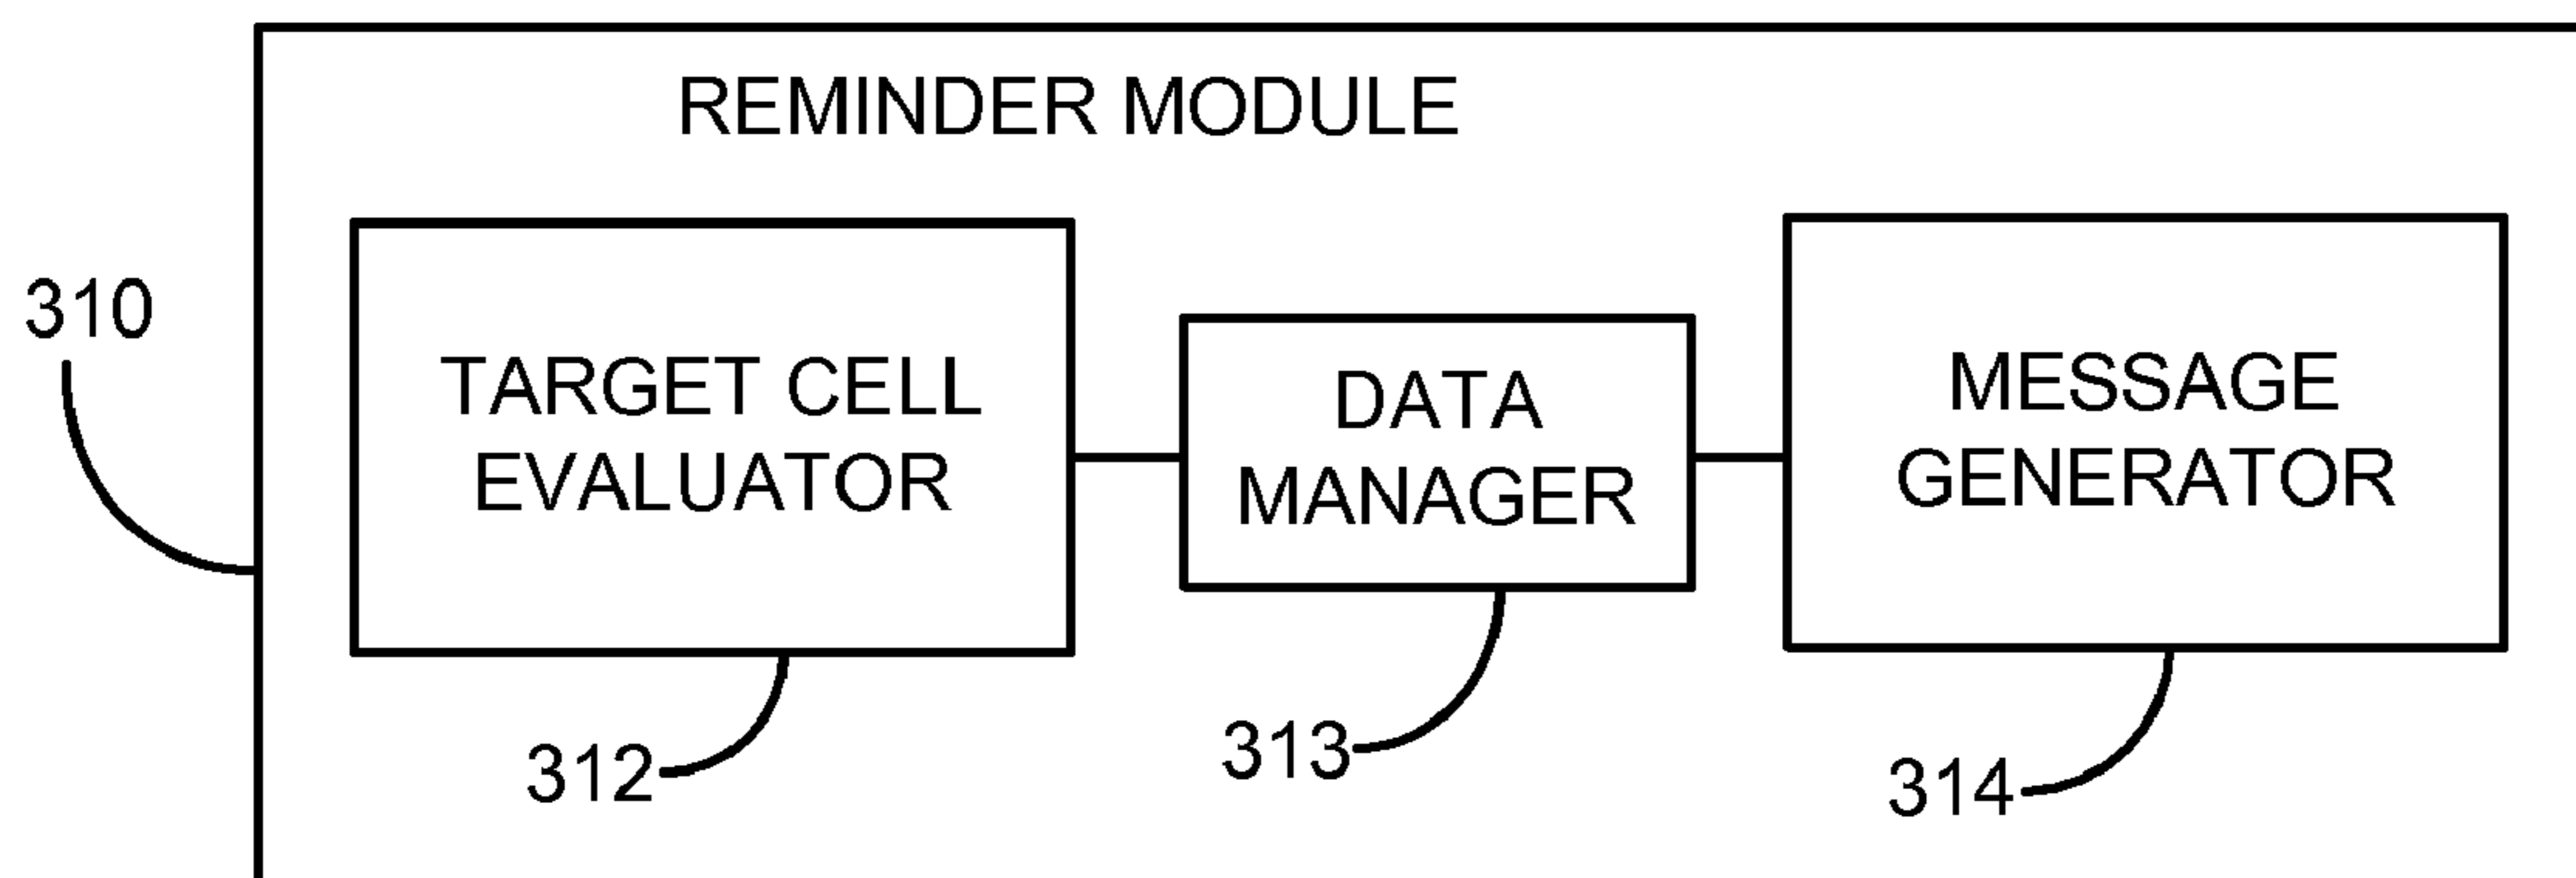 REMINDER MODULE
310
TARGET CELL
EVALUATOR
DATA
MANAGER
MESSAGE
GENERATOR
312
313
314